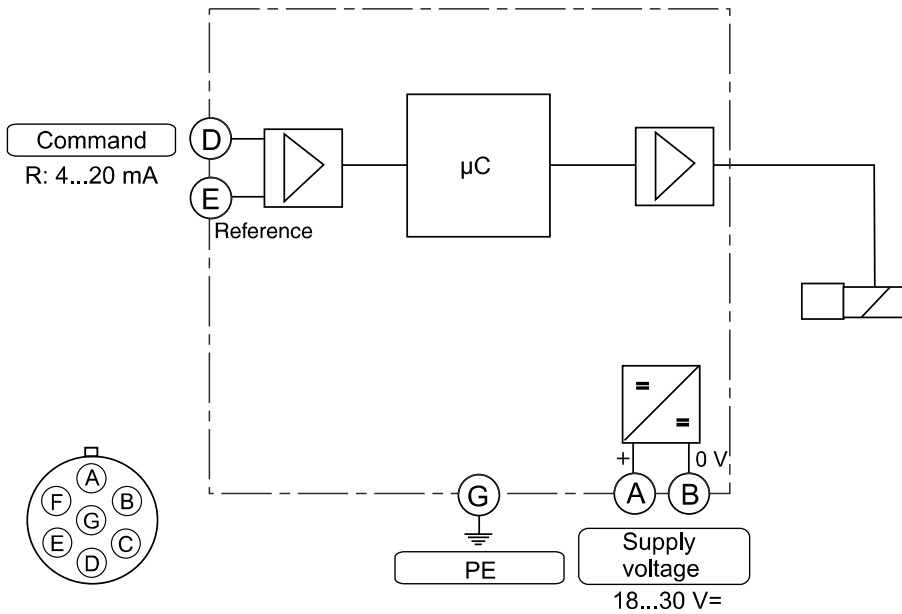 D
Command
R: 4...20 mA
E
Reference
µC
=
=
+
0 V
G
A
B
PE
Supply
voltage
18...30 V=
A
F
B
G
E
C
D